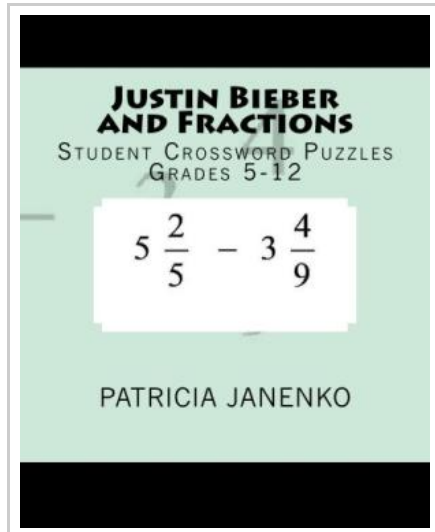 JUSTIN BIEBER
AND FRACTIONS
STUDENT CROSSWORD PUZZLES
GRADES 5-12
5 2/5 − 3 4/9
PATRICIA JANENKO